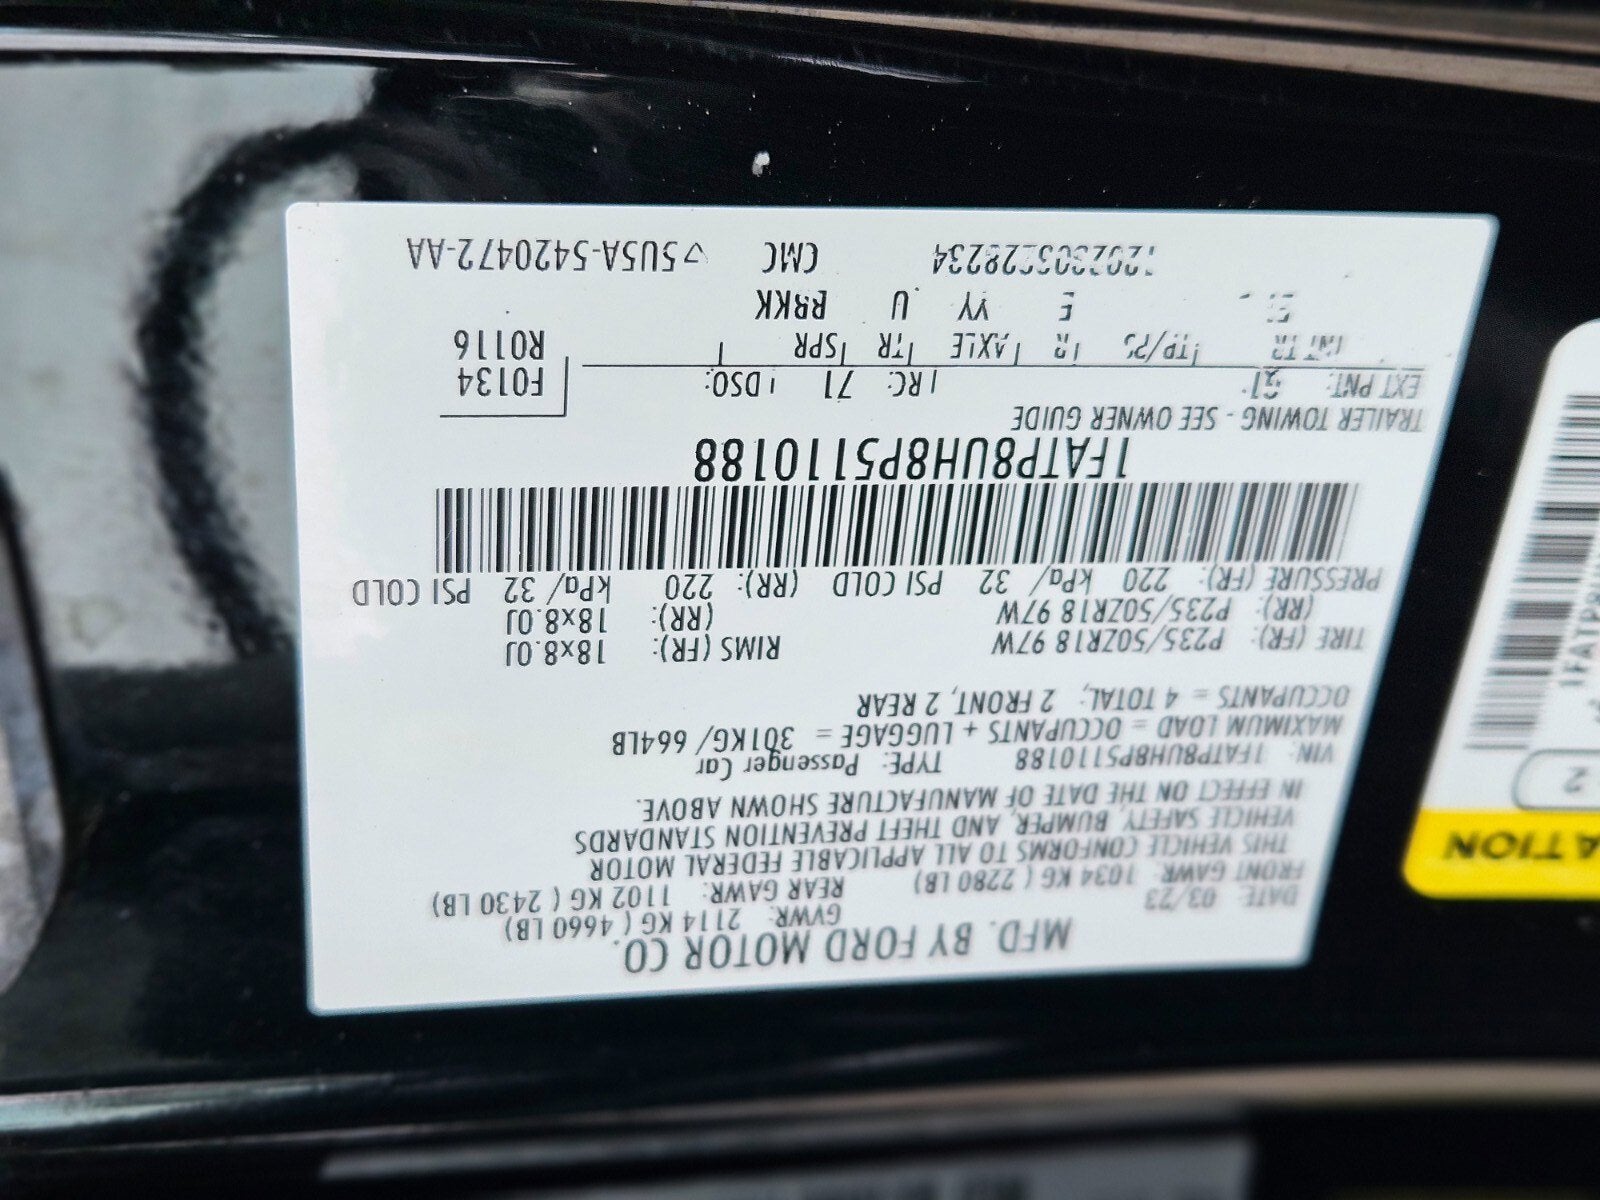 MFD. BY FORD MOTOR CO.
DATE: 03/23 GVWR: 2114 KG ( 4660 LB)
FRONT GAWR: 1034 KG ( 2280 LB) REAR GAWR: 1102 KG ( 2430 LB)
THIS VEHICLE CONFORMS TO ALL APPLICABLE FEDERAL MOTOR
VEHICLE SAFETY, BUMPER, AND THEFT PREVENTION STANDARDS
IN EFFECT ON THE DATE OF MANUFACTURE SHOWN ABOVE.
VIN: 1FATP8UH8P5110188 TYPE: Passenger Car
MAXIMUM LOAD = OCCUPANTS + LUGGAGE = 301KG/ 664LB
OCCUPANTS = 4 TOTAL, 2 FRONT, 2 REAR
TIRE (FR): P235/50ZR18 97W RIMS (FR): 18x8.0J
(RR): P235/50ZR18 97W (RR): 18x8.0J
PRESSURE (FR): 220 kPa/ 32 PSI COLD (RR): 220 kPa/ 32 PSI COLD
1FATP8UH8P5110188
TRAILER TOWING - SEE OWNER GUIDE
EXT PNT: RC: 71 DSO: F0134
INT TR TP/PS R AXLE TR SPR R0116
E YY U RRKK
CMC 5U5A-5420472-AA
ATION
2